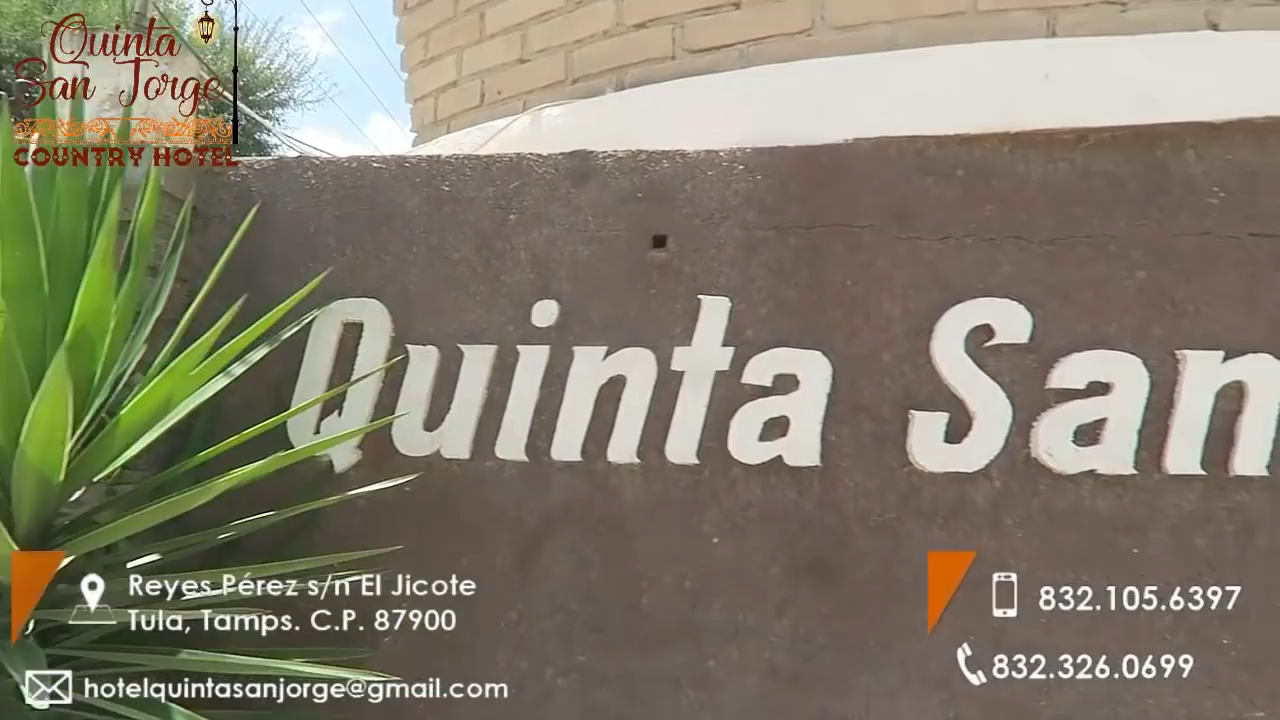 Quinta
San Jorge
COUNTRY HOTEL
Quinta San
Reyes Pérez s/n El Jicote
Tula, Tamps. C.P. 87900
hotelquintasanjorge@gmail.com
832.105.6397
832.326.0699